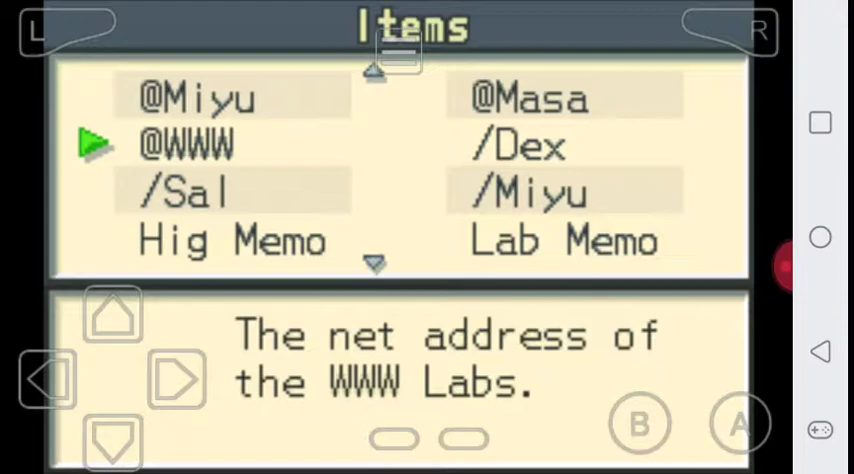 Items
L
R
@Miyu @Masa
@WWW /Dex
/Sal /Miyu
Hig Memo Lab Memo
The net address of
the WWW Labs.
B A